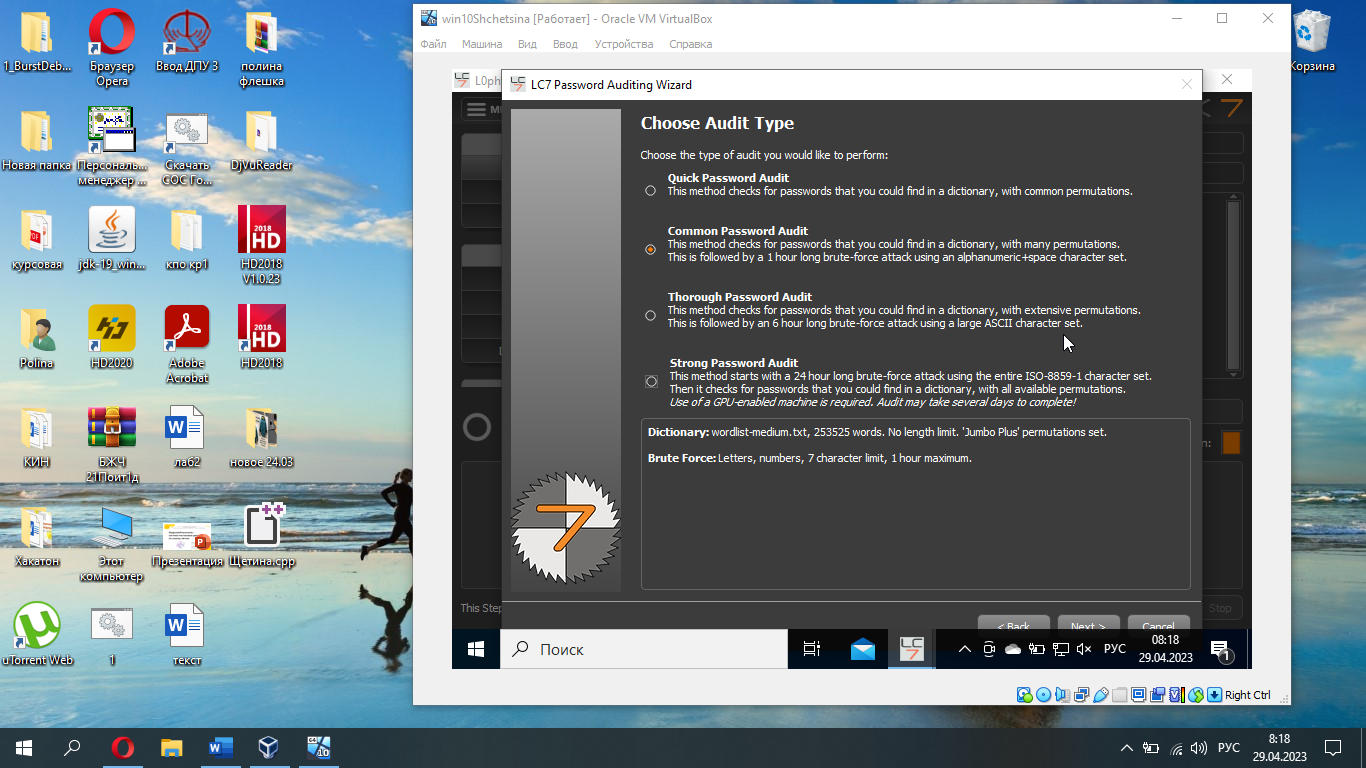 1_BurstDeb...
Браузер
Opera
Ввод ДПУ 3
полина
флешка
Новая папка
Персональ...
менеджер ...
Скачать
СОС Го...
DjVuReader
курсовая
jdk-19_win...
кпо кр1
HD2018
V1.0.23
Polina
HD2020
Adobe
Acrobat
HD2018
КИН
БЖЧ
21Поит1д
лаб2
новое 24.03
Хакатон
Этот
компьютер
Презентация
Щетина.cpp
uTorrent Web
1
текст
Корзина
win10Shchetsina [Работает] - Oracle VM VirtualBox
Файл Машина Вид Ввод Устройства Справка
L0ph
LC7 Password Auditing Wizard
Choose Audit Type
Choose the type of audit you would like to perform:
Quick Password Audit
This method checks for passwords that you could find in a dictionary, with common permutations.
Common Password Audit
This method checks for passwords that you could find in a dictionary, with many permutations.
This is followed by a 1 hour long brute-force attack using an alphanumeric+space character set.
Thorough Password Audit
This method checks for passwords that you could find in a dictionary, with extensive permutations.
This is followed by an 6 hour long brute-force attack using a large ASCII character set.
Strong Password Audit
This method starts with a 24 hour long brute-force attack using the entire ISO-8859-1 character set.
Then it checks for passwords that you could find in a dictionary, with all available permutations.
Use of a GPU-enabled machine is required. Audit may take several days to complete!
Dictionary: wordlist-medium.txt, 253525 words. No length limit. 'Jumbo Plus' permutations set.
Brute Force: Letters, numbers, 7 character limit, 1 hour maximum.
This Step
Stop
< Back Next > Cancel
Поиск
LC
7
РУС
08:18
29.04.2023
1
Right Ctrl
РУС
8:18
29.04.2023